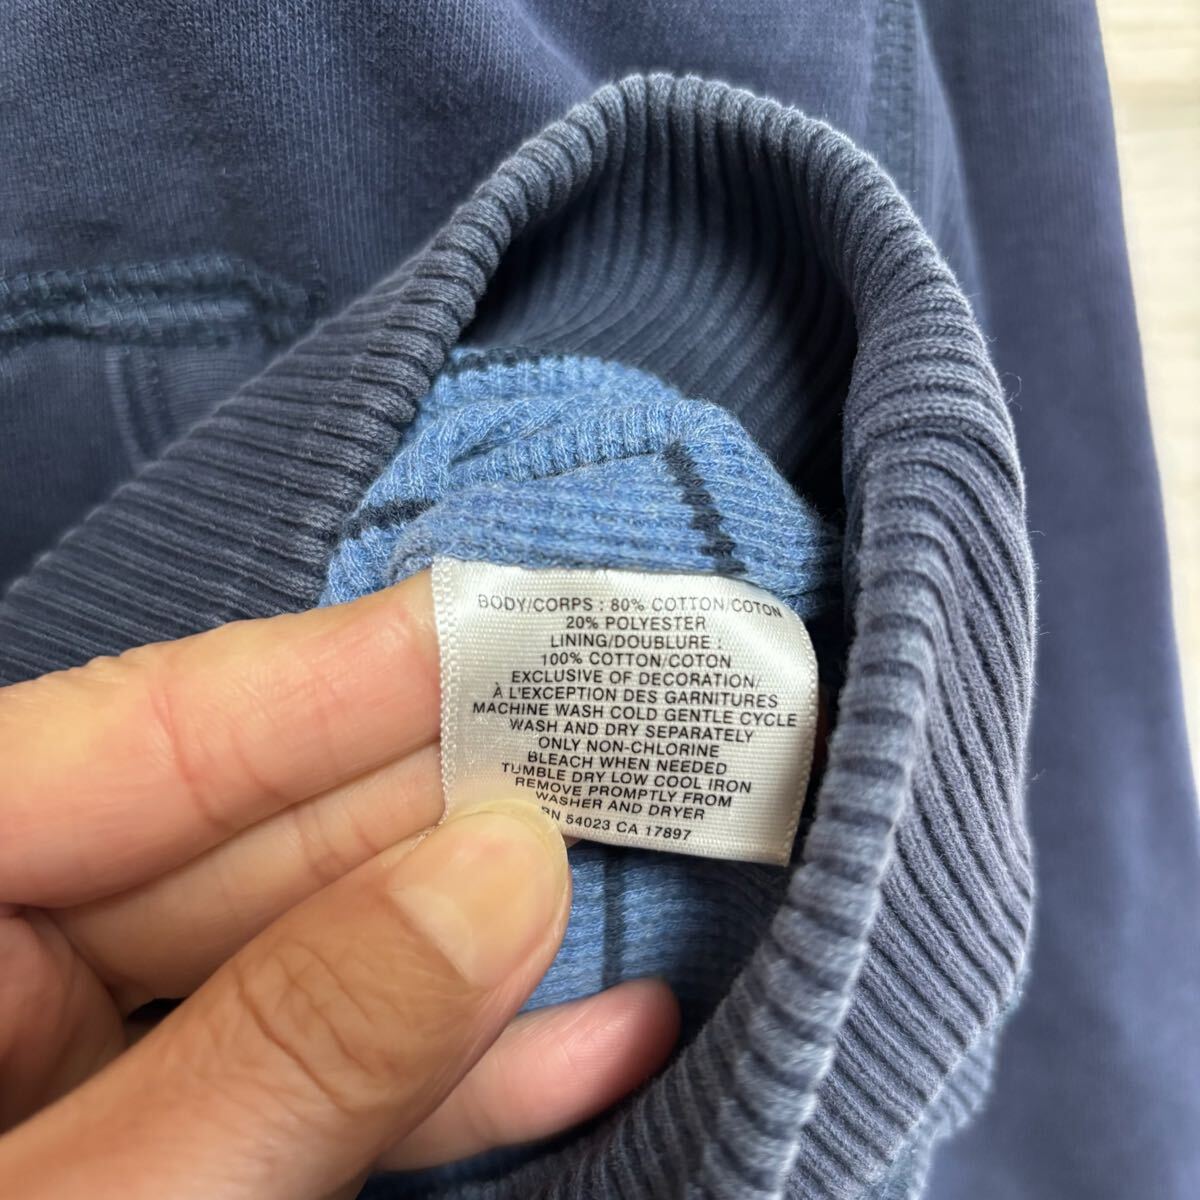 BODY/CORPS : 80% COTTON/COTON
20% POLYESTER
LINING/DOUBLURE :
100% COTTON/COTON
EXCLUSIVE OF DECORATION/
À L'EXCEPTION DES GARNITURES
MACHINE WASH COLD GENTLE CYCLE
WASH AND DRY SEPARATELY
ONLY NON-CHLORINE
BLEACH WHEN NEEDED
TUMBLE DRY LOW COOL IRON
REMOVE PROMPTLY FROM
WASHER AND DRYER
RN 54023 CA 17897